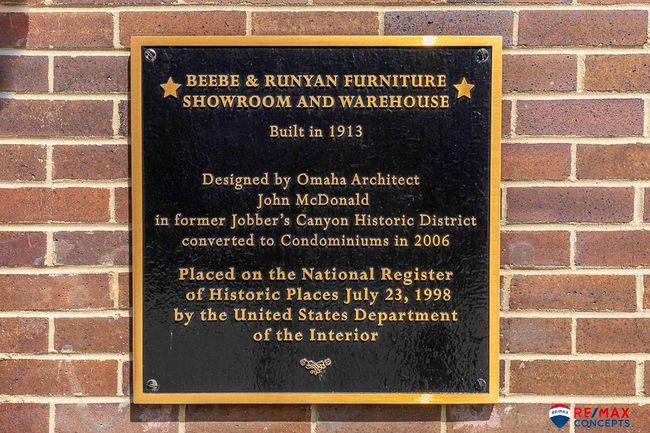 BEEBE & RUNYAN FURNITURE
SHOWROOM AND WAREHOUSE
Built in 1913
Designed by Omaha Architect
John McDonald
in former Jobber's Canyon Historic District
converted to Condominiums in 2006
Placed on the National Register
of Historic Places July 23, 1998
by the United States Department
of the Interior
RE/MAX
RE/MAX
CONCEPTS